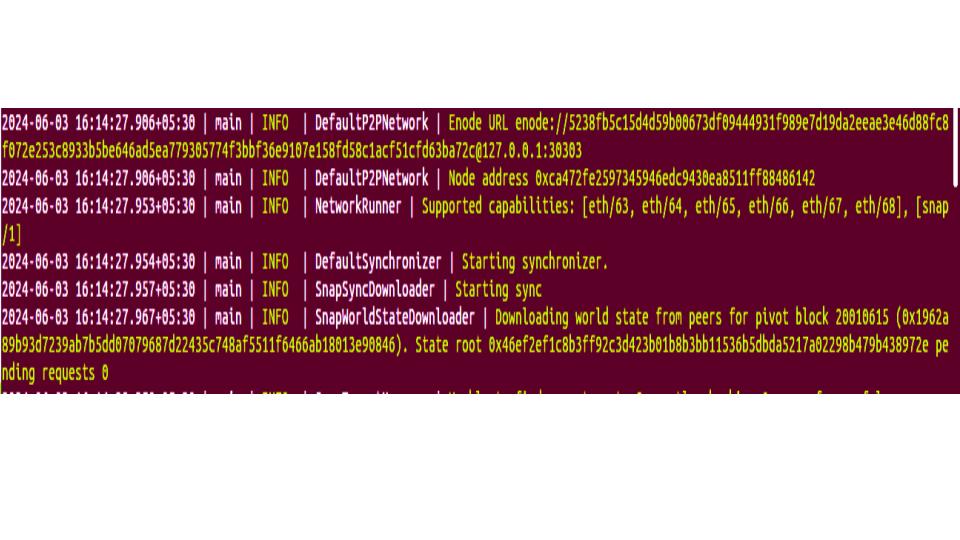 2024-06-03 16:14:27.906+05:30 | main | INFO  | DefaultP2PNetwork | Enode URL enode://5238fb5c15d4d59b00673df09444931f989e7d19da2eeae3e46d88fc8
f072e253c8933b5be646ad5ea779305774f3bbf36e9107e158fd58c1acf51cfd63ba72c@127.0.0.1:30303
2024-06-03 16:14:27.906+05:30 | main | INFO  | DefaultP2PNetwork | Node address 0xca472fe2597345946edc9430ea8511ff88486142
2024-06-03 16:14:27.953+05:30 | main | INFO  | NetworkRunner | Supported capabilities: [eth/63, eth/64, eth/65, eth/66, eth/67, eth/68], [snap
/1]
2024-06-03 16:14:27.954+05:30 | main | INFO  | DefaultSynchronizer | Starting synchronizer.
2024-06-03 16:14:27.957+05:30 | main | INFO  | SnapSyncDownloader | Starting sync
2024-06-03 16:14:27.967+05:30 | main | INFO  | SnapWorldStateDownloader | Downloading world state from peers for pivot block 20010615 (0x1962a
89b93d7239ab7b5dd07079687d22435c748af5511f6466ab18013e90846). State root 0x46ef2ef1c8b3ff92c3d423b01b8b3bb11536b5dbda5217a02298b479b438972e pe
nding requests 0